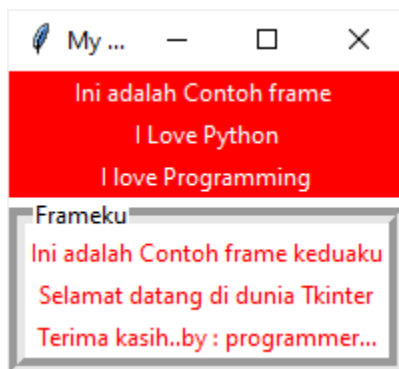 My ...
Ini adalah Contoh frame
I Love Python
I love Programming
Frameku
Ini adalah Contoh frame keduaku
Selamat datang di dunia Tkinter
Terima kasih..by : programmer...